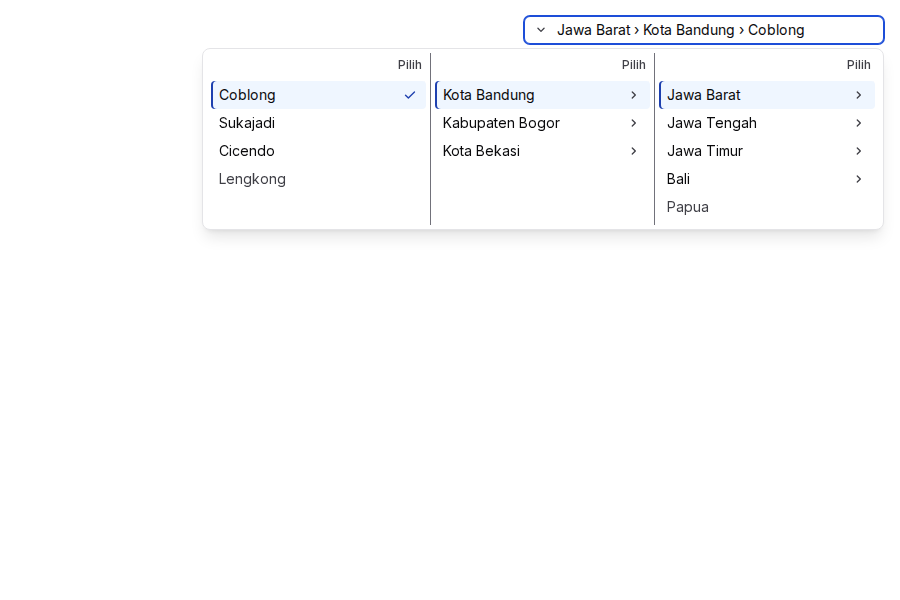 Jawa Barat › Kota Bandung › Coblong
Pilih
Jawa Barat
Jawa Tengah
Jawa Timur
Bali
Papua
Pilih
Kota Bandung
Kabupaten Bogor
Kota Bekasi
Pilih
Coblong
Sukajadi
Cicendo
Lengkong